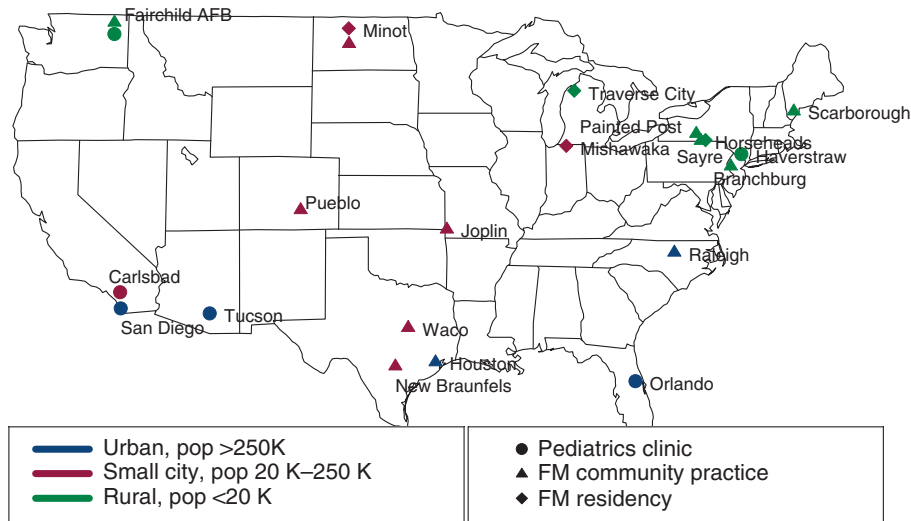 Fairchild AFB
Minot
Traverse City
Scarborough
Painted Post
Horseheads
Mishawaka
Sayre
Haverstraw
Branchburg
Pueblo
Joplin
Raleigh
Carlsbad
Tucson
San Diego
Waco
Houston
New Braunfels
Orlando
Urban, pop >250K
Small city, pop 20 K–250 K
Rural, pop <20 K
Pediatrics clinic
FM community practice
FM residency